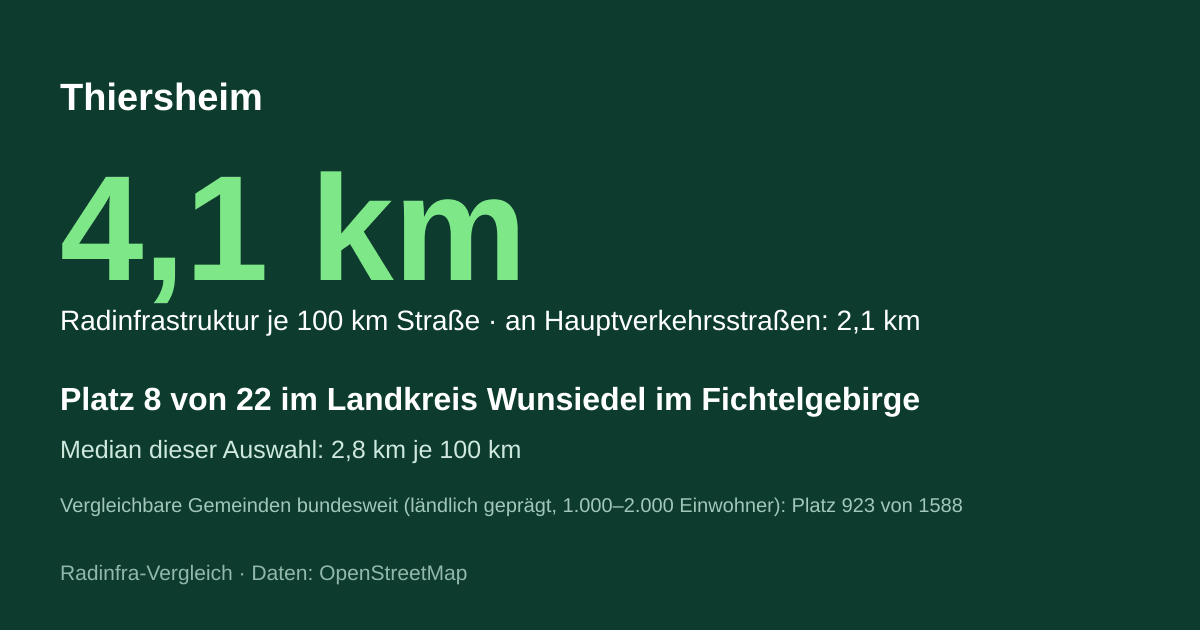 Thiersheim
4,1 km
Radinfrastruktur je 100 km Straße · an Hauptverkehrsstraßen: 2,1 km
Platz 8 von 22 im Landkreis Wunsiedel im Fichtelgebirge
Median dieser Auswahl: 2,8 km je 100 km
Vergleichbare Gemeinden bundesweit (ländlich geprägt, 1.000–2.000 Einwohner): Platz 923 von 1588
Radinfra-Vergleich · Daten: OpenStreetMap